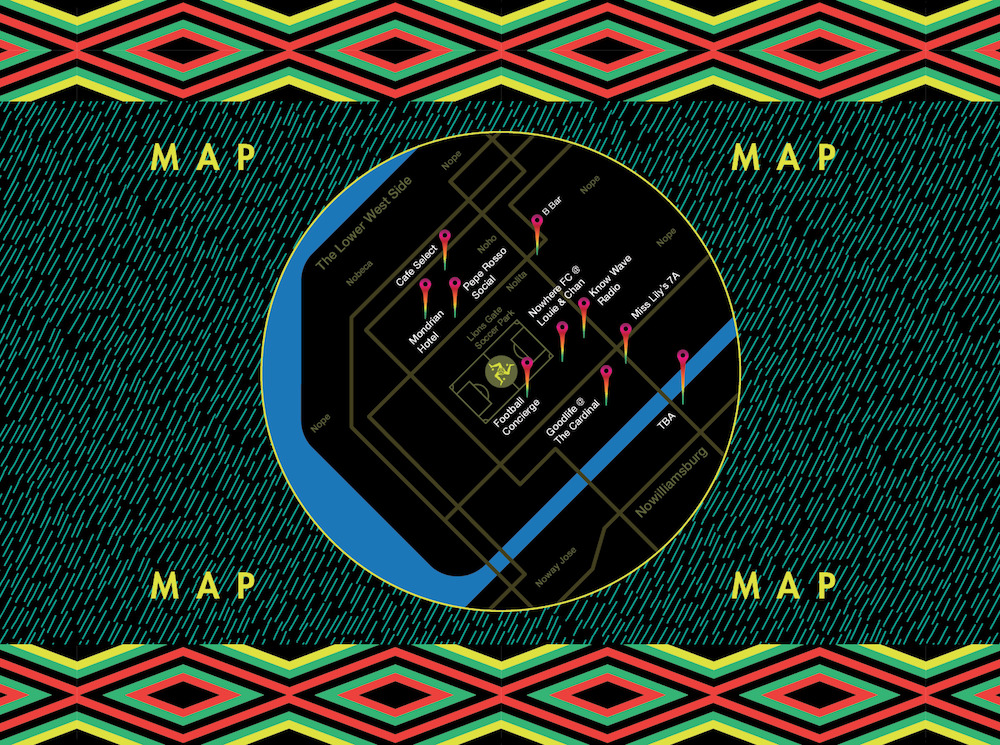 MAP
MAP
Nope
The Lower West Side
Nope
B Bar
Nope
Noho
Cafe Select
Nobeca
Pepe Rosso
Social
Nolita
Nowhere FC @
Louie & Chan
Know Wave
Radio
Miss Lily's 7A
Mondrian
Hotel
Lions Gate
Soccer Park
Nope
Football
Concierge
Goodlife @
The Cardinal
TBA
Nowilliamsburg
Noway Jose
MAP
MAP